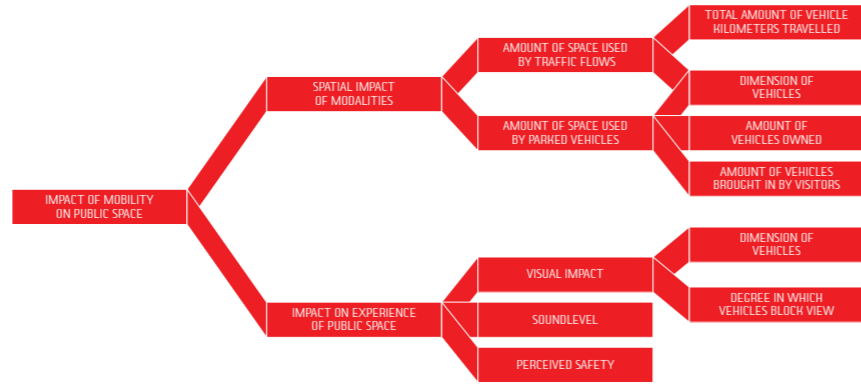 TOTAL AMOUNT OF VEHICLE
KILOMETERS TRAVELLED
AMOUNT OF SPACE USED
BY TRAFFIC FLOWS
SPATIAL IMPACT
OF MODALITIES
DIMENSION OF
VEHICLES
AMOUNT OF SPACE USED
BY PARKED VEHICLES
AMOUNT OF
VEHICLES OWNED
AMOUNT OF VEHICLES
BROUGHT IN BY VISITORS
IMPACT OF MOBILITY
ON PUBLIC SPACE
DIMENSION OF
VEHICLES
VISUAL IMPACT
DEGREE IN WHICH
VEHICLES BLOCK VIEW
IMPACT ON EXPERIENCE
OF PUBLIC SPACE
SOUNDLEVEL
PERCEIVED SAFETY